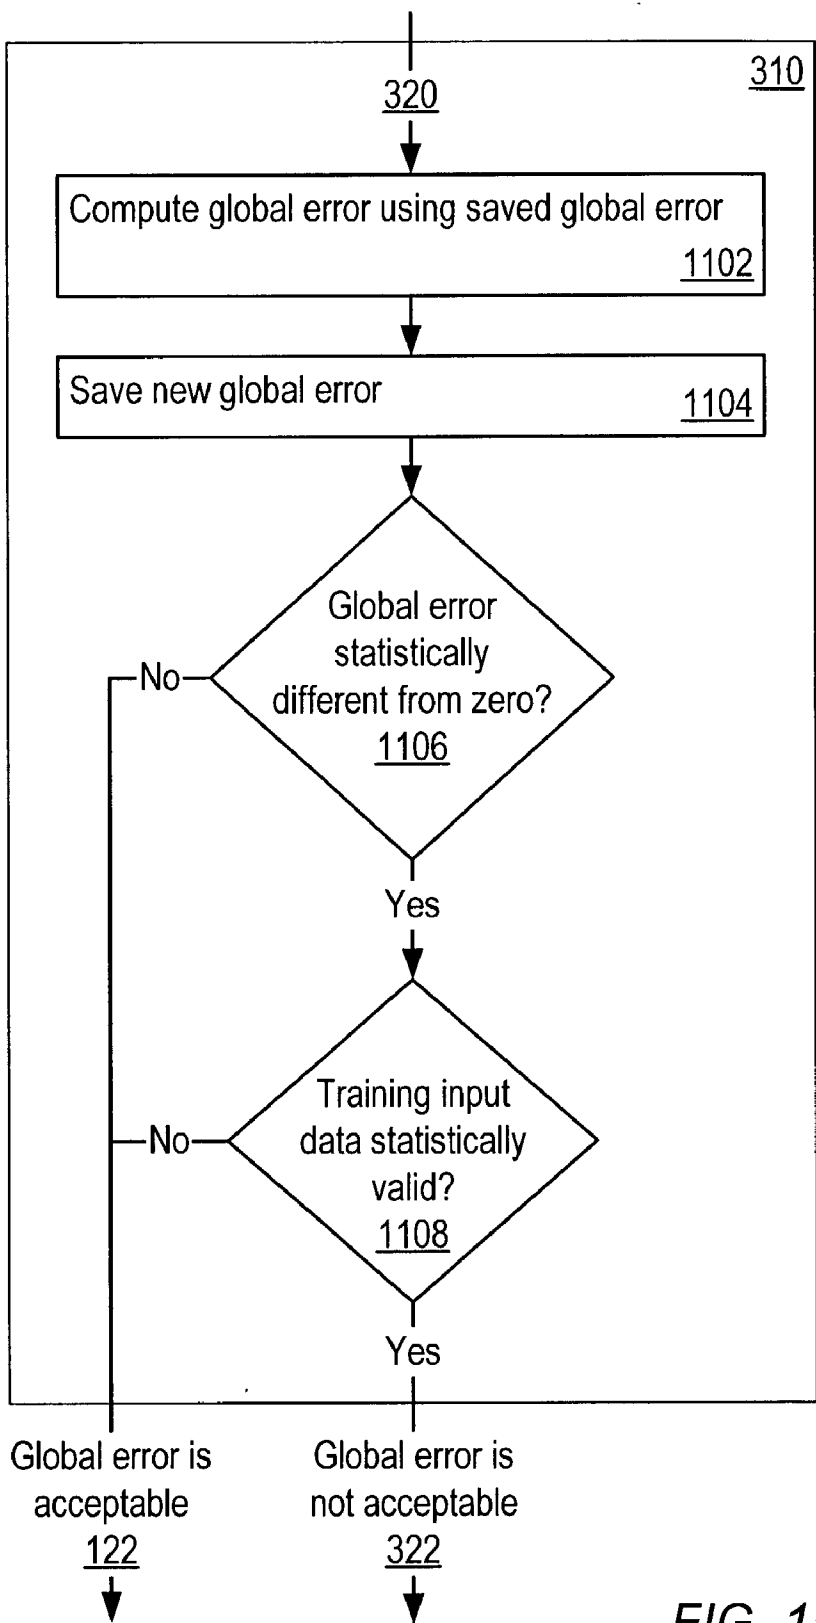 310
320
Compute global error using saved global error
1102
Save new global error
1104
Global error
statistically
different from zero?
1106
No
Yes
Training input
data statistically
valid?
1108
No
Yes
Global error is
acceptable
122
Global error is
not acceptable
322
FIG.